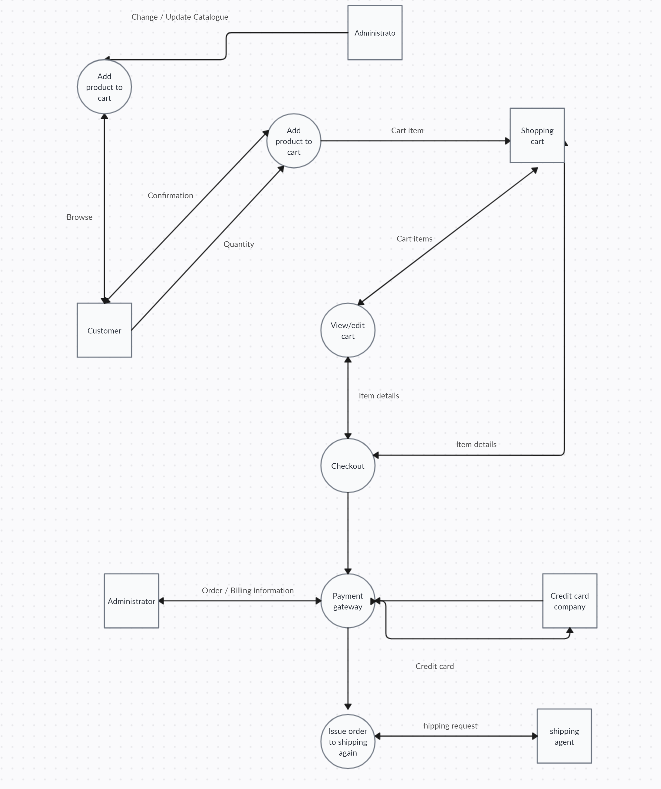 Change / Update Catalogue
Administrato
Add
product to
cart
Add
product to
cart
Cart item
Shopping
cart
Confirmation
Browse
Quantity
Cart items
Customer
View/edit
cart
Item details
Item details
Checkout
Administrator
Order / Billing Information
Payment
gateway
Credit card
company
Credit card
Issue order
to shipping
again
hipping request
shipping
agent